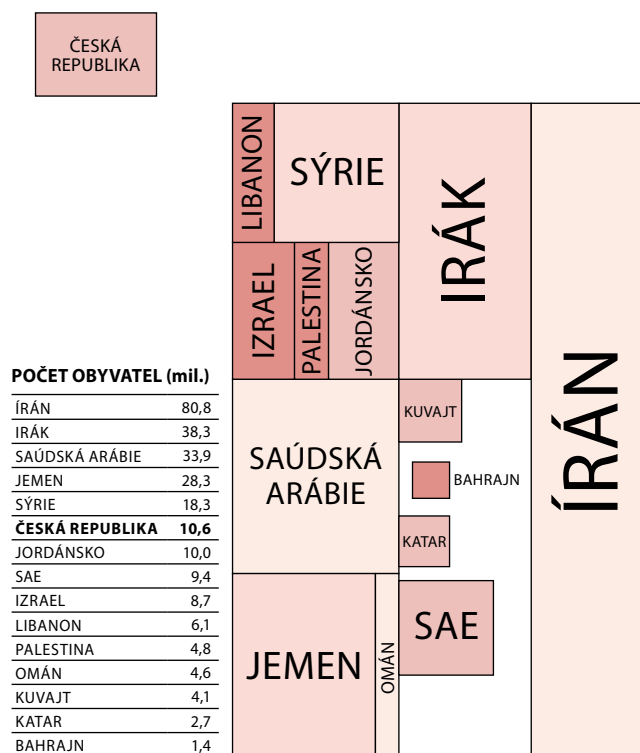 ČESKÁ
REPUBLIKA
LIBANON
SÝRIE
IRÁK
ÍRÁN
IZRAEL
PALESTINA
JORDÁNSKO
SAÚDSKÁ
ARÁBIE
KUVAJT
BAHRAJN
KATAR
JEMEN
OMÁN
SAE
POČET OBYVATEL (mil.)
ÍRÁN 80,8
IRÁK 38,3
SAÚDSKÁ ARÁBIE 33,9
JEMEN 28,3
SÝRIE 18,3
ČESKÁ REPUBLIKA 10,6
JORDÁNSKO 10,0
SAE 9,4
IZRAEL 8,7
LIBANON 6,1
PALESTINA 4,8
OMÁN 4,6
KUVAJT 4,1
KATAR 2,7
BAHRAJN 1,4